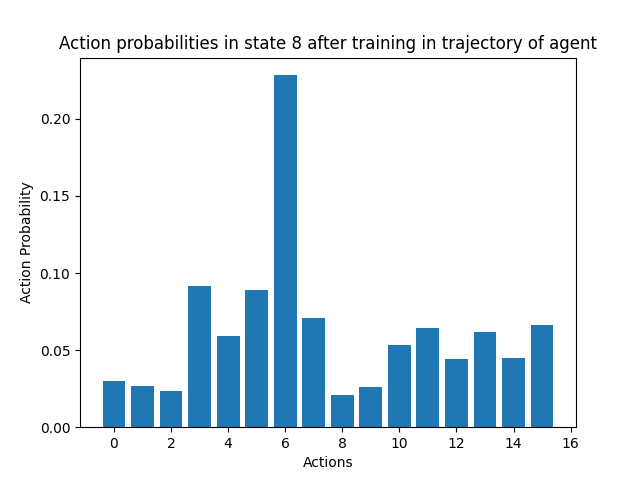 Action probabilities in state 8 after training in trajectory of agent
Action Probability
0.20
0.15
0.10
0.05
0.00
0 2 4 6 8 10 12 14 16
Actions